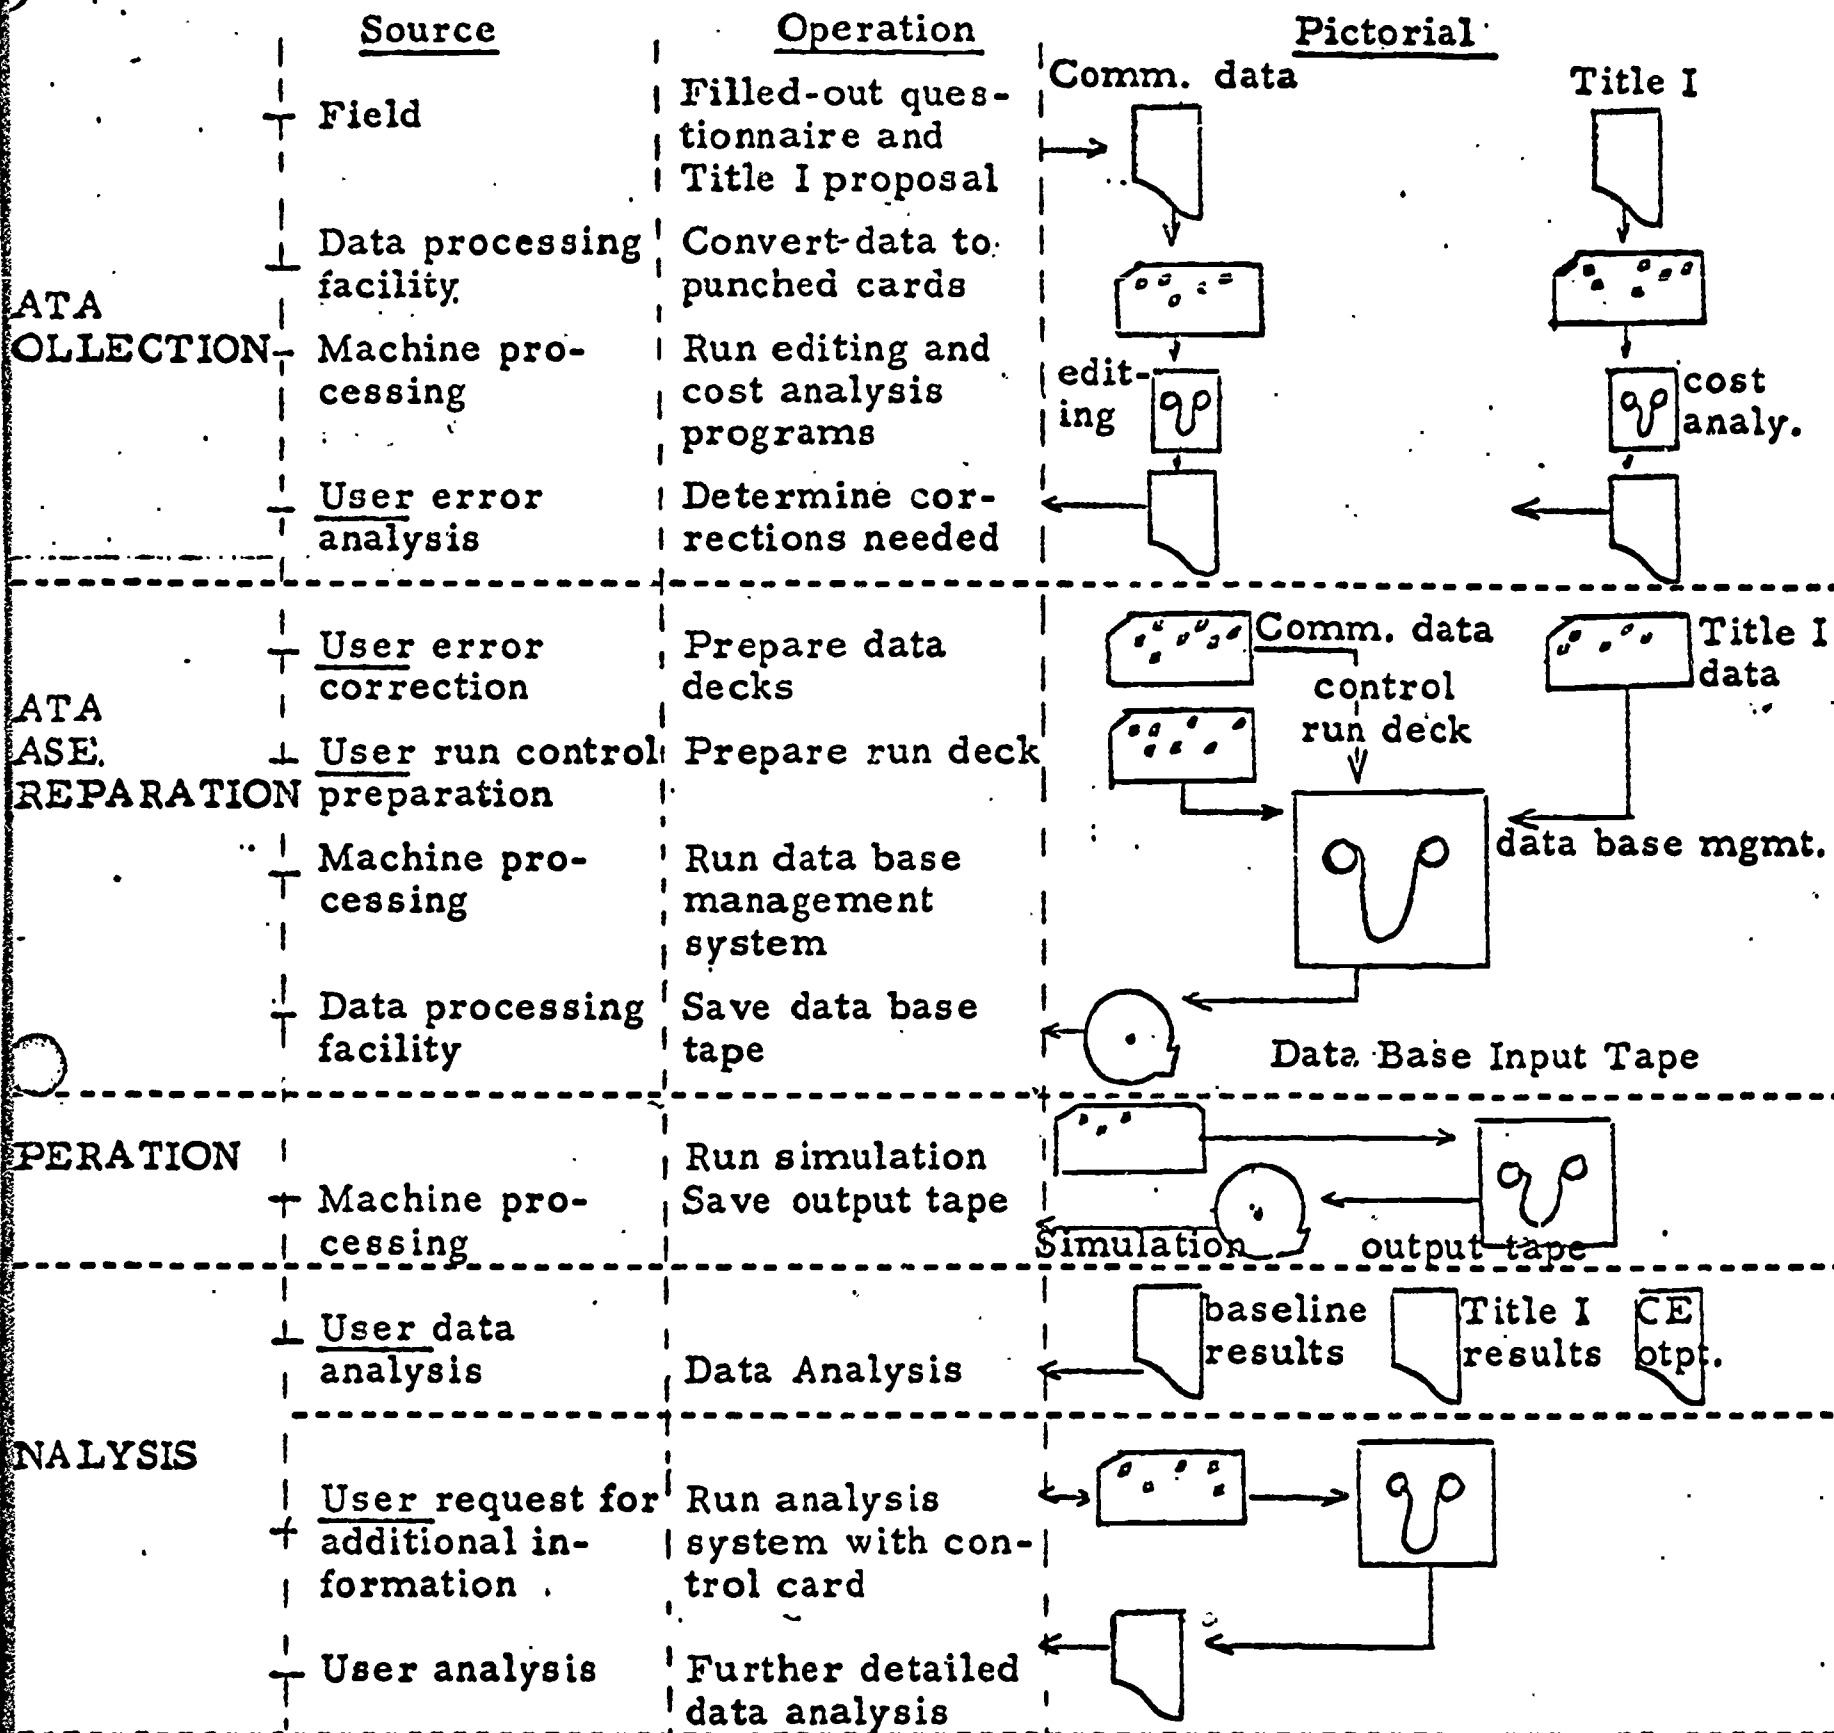 Source Operation Pictorial
Comm. data Title I
Field
Filled-out ques-
tionnaire and
Title I proposal
Data processing
facility
Convert data to
punched cards
ATA
OLLECTION
Machine pro-
cessing
Run editing and
cost analysis
programs
edit-
ing
cost
analy.
User error
analysis
Determine cor-
rections needed
User error
correction
Prepare data
decks
Comm. data
Title I
data
control
run deck
ATA
ASE
REPARATION
User run control
preparation
Prepare run deck
Machine pro-
cessing
Run data base
management
system
data base mgmt.
Data processing
facility
Save data base
tape
Data Base Input Tape
PERATION
Machine pro-
cessing
Run simulation
Save output tape
Simulation output tape
User data
analysis
Data Analysis
baseline
results
Title I
results
CE
otpt.
NALYSIS
User request for
additional in-
formation
Run analysis
system with con-
trol card
User analysis
Further detailed
data analysis